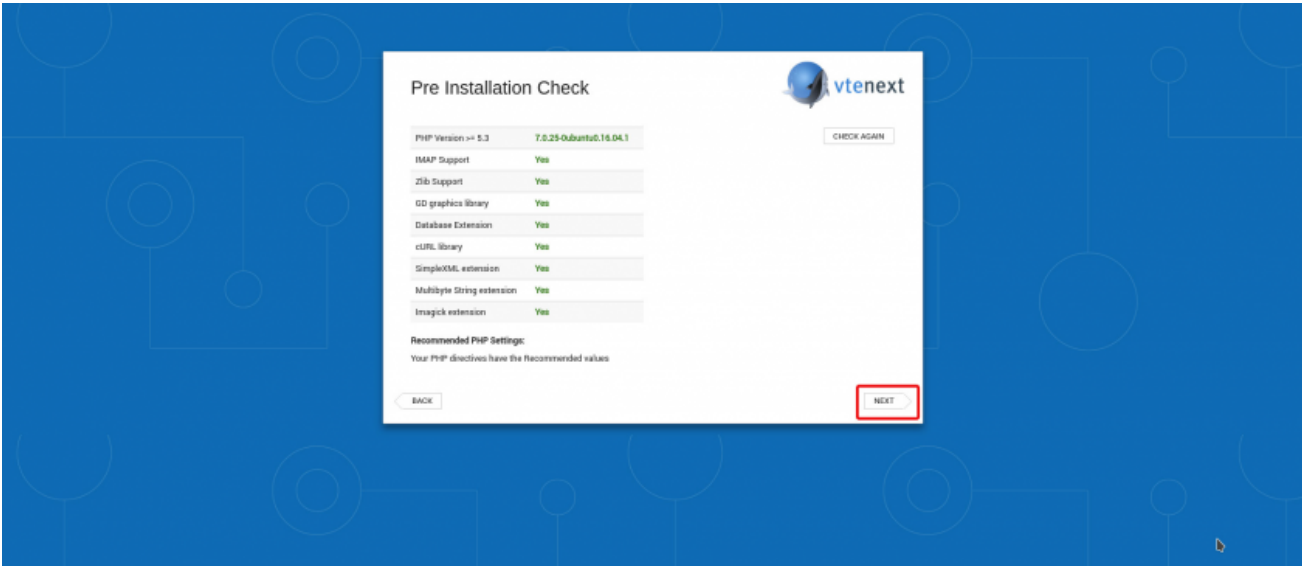 Pre Installation Check
vtenext
PHP Version >= 5.3 7.0.25-0ubuntu0.16.04.1
CHECK AGAIN
IMAP Support Yes
Zlib Support Yes
GD graphics library Yes
Database Extension Yes
cURL library Yes
SimpleXML extension Yes
Multibyte String extension Yes
Imagick extension Yes
Recommended PHP Settings:
Your PHP directives have the Recommended values
BACK
NEXT